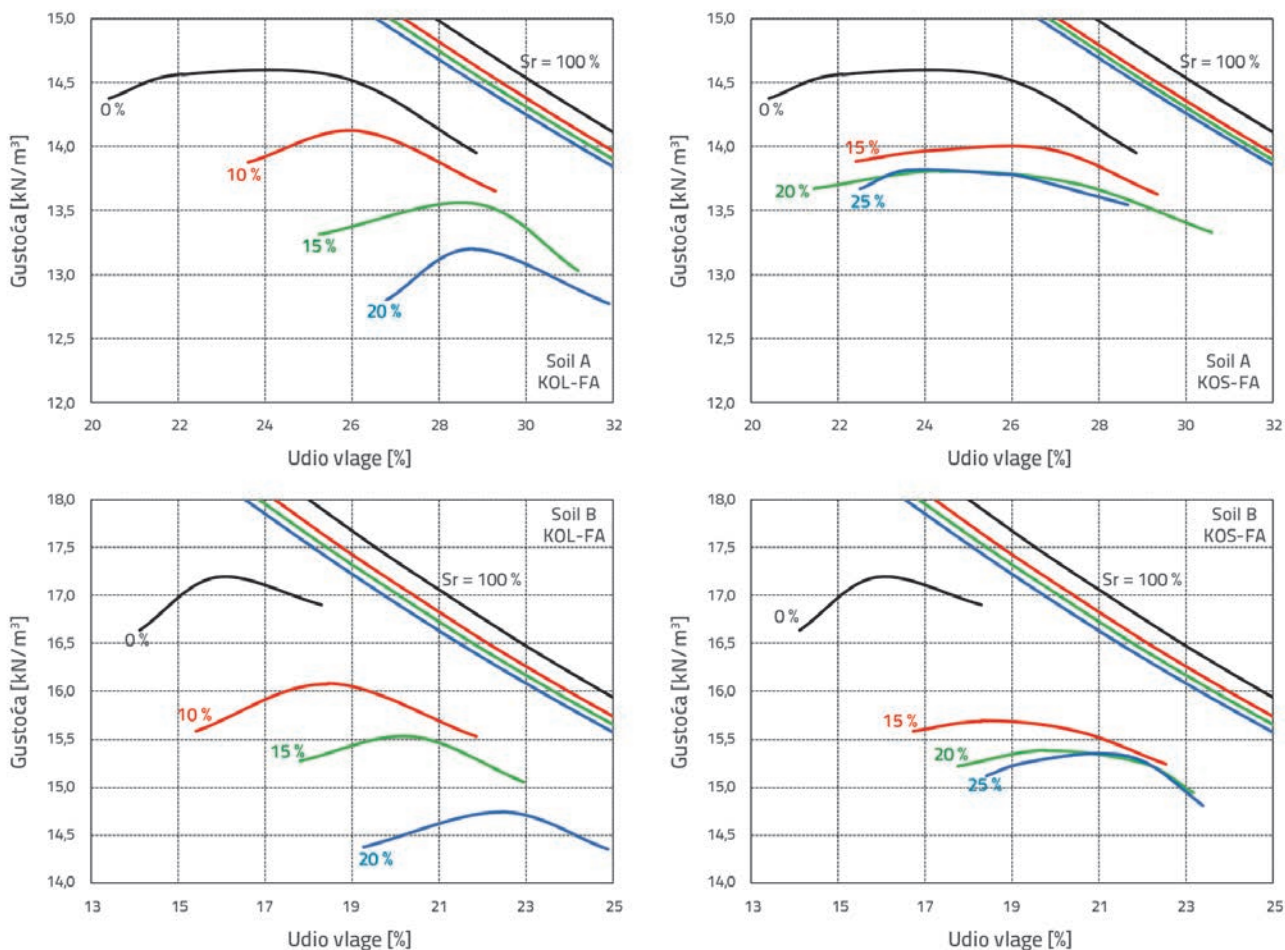 Gustoća [kN/m³]
15,0
14,5
14,0
13,5
13,0
12,5
12,0
Sr = 100 %
0 %
10 %
15 %
20 %
Soil A
KOL-FA
20 22 24 26 28 30 32
Udio vlage [%]
Gustoća [kN/m³]
15,0
14,5
14,0
13,5
13,0
12,5
12,0
Sr = 100 %
0 %
15 %
20 %
25 %
Soil A
KOS-FA
20 22 24 26 28 30 32
Udio vlage [%]
Gustoća [kN/m³]
18,0
17,5
17,0
16,5
16,0
15,5
15,0
14,5
14,0
Soil B
KOL-FA
Sr = 100 %
0 %
10 %
15 %
20 %
13 15 17 19 21 23 25
Udio vlage [%]
Gustoća [kN/m³]
18,0
17,5
17,0
16,5
16,0
15,5
15,0
14,5
14,0
Soil B
KOS-FA
Sr = 100 %
0 %
15 %
20 %
25 %
13 15 17 19 21 23 25
Udio vlage [%]